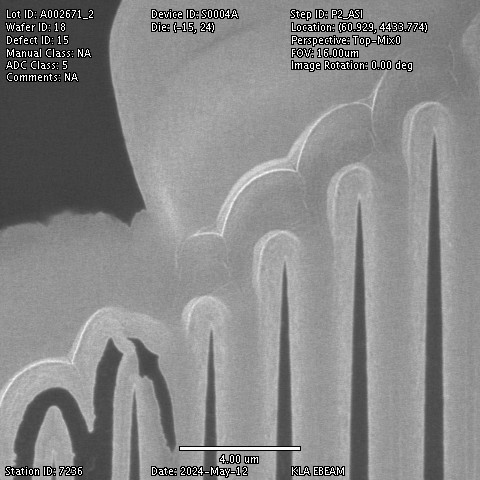 Lot ID: A002671_2
Wafer ID: 18
Defect ID: 15
Manual Class: NA
ADC Class: 5
Comments: NA
Device ID: S0004A
Die: (-15, 24)
Step ID: P2_ASI
Location: (60.929, 4433.774)
Perspective: Top-Mix0
FOV: 16.00um
Image Rotation: 0.00 deg
4.00 um
Station ID: 7236
Date: 2024-May-12
KLA EBEAM